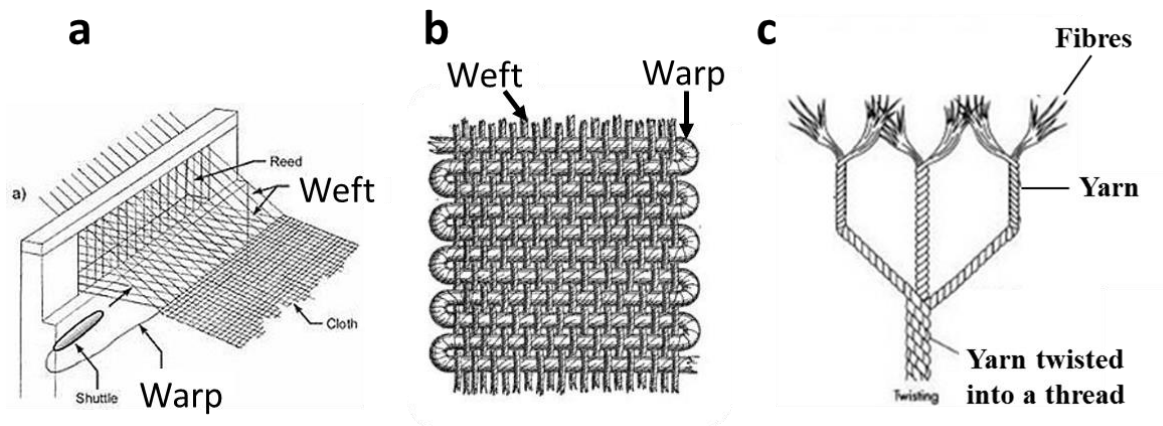 a
a)
Reed
Weft
Cloth
Shuttle
Warp
b
Weft
Warp
c
Fibres
Yarn
Yarn twisted
into a thread
Twisting